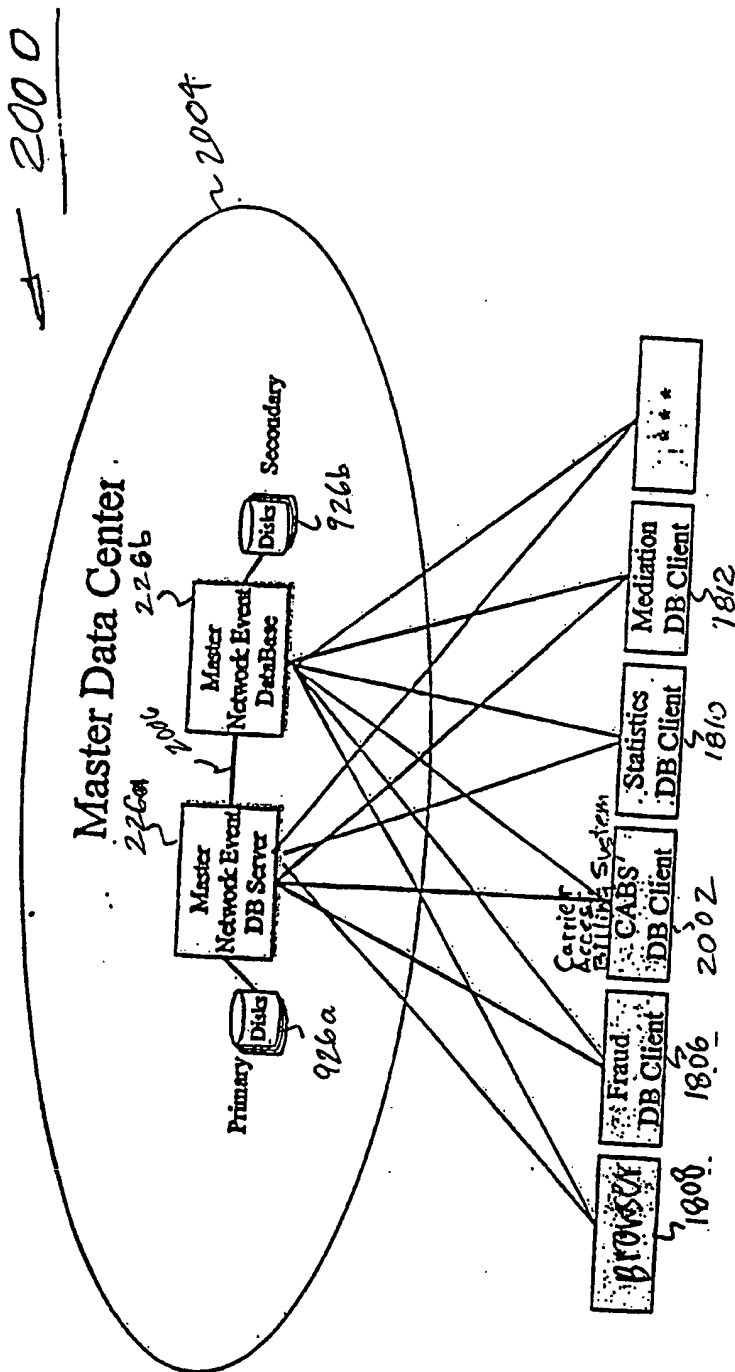 2000
2004
Master Data Center
226a
226b
2006
Master
Network Event
DB Server
Master
Network Event
DataBase
Primary
Disks
926a
Disks
Secondary
926b
Browser
1808
Fraud
DB Client
1806
Carrier
Access
Billing System
CABS
DB Client
2002
Statistics
DB Client
1810
Mediation
DB Client
1812
***